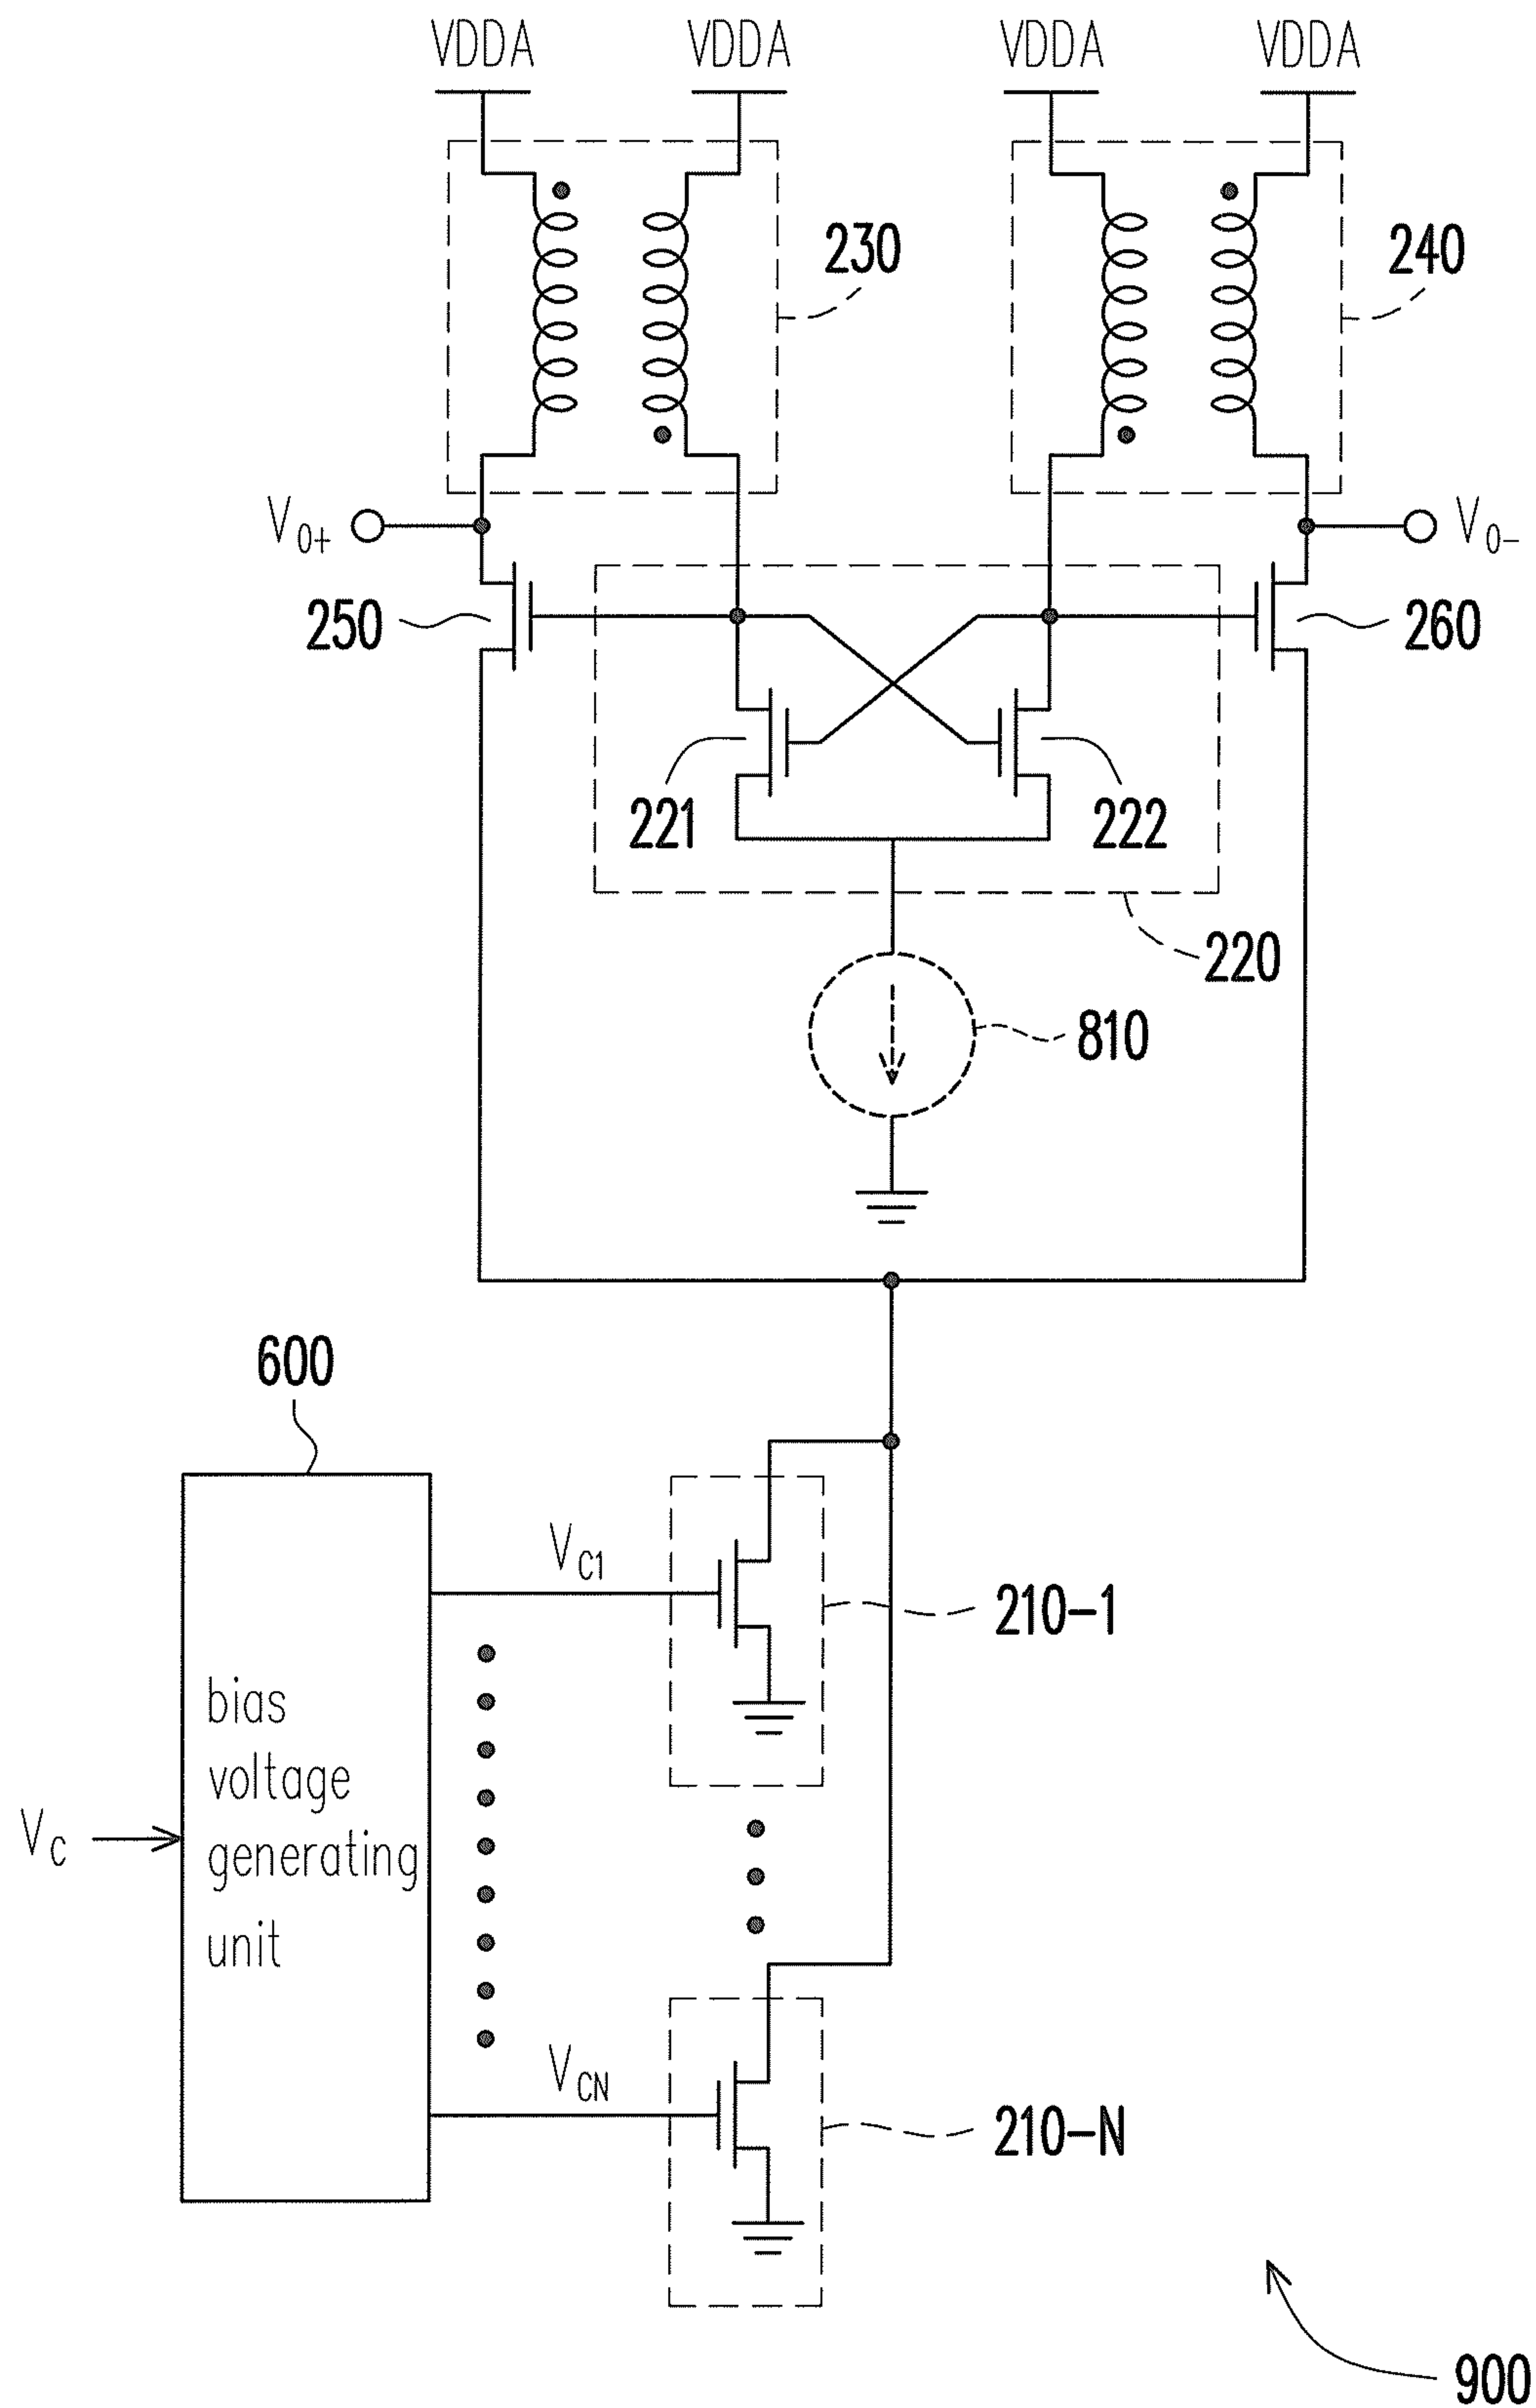 VDDA VDDA VDDA VDDA
230
240
V0+
V0-
250
260
221
222
220
810
600
VC1
210-1
bias
voltage
generating
unit
VC
VCN
210-N
900